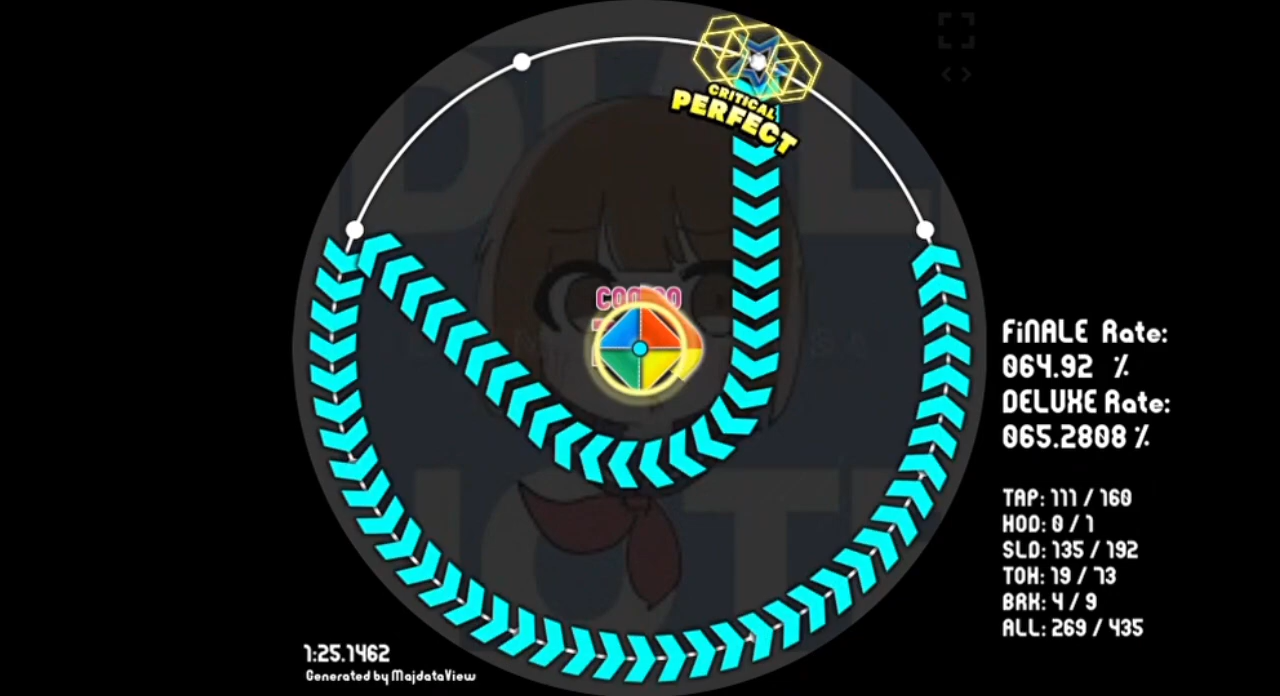 CRITICAL
PERFECT
FiNALE Rate:
064.92 %
DELUXE Rate:
065.2808 %
TAP: 111 / 160
HOD: 0 / 1
SLD: 135 / 192
TOH: 19 / 73
BRK: 4 / 9
ALL: 269 / 435
1:25.1462
Generated by MajdataView